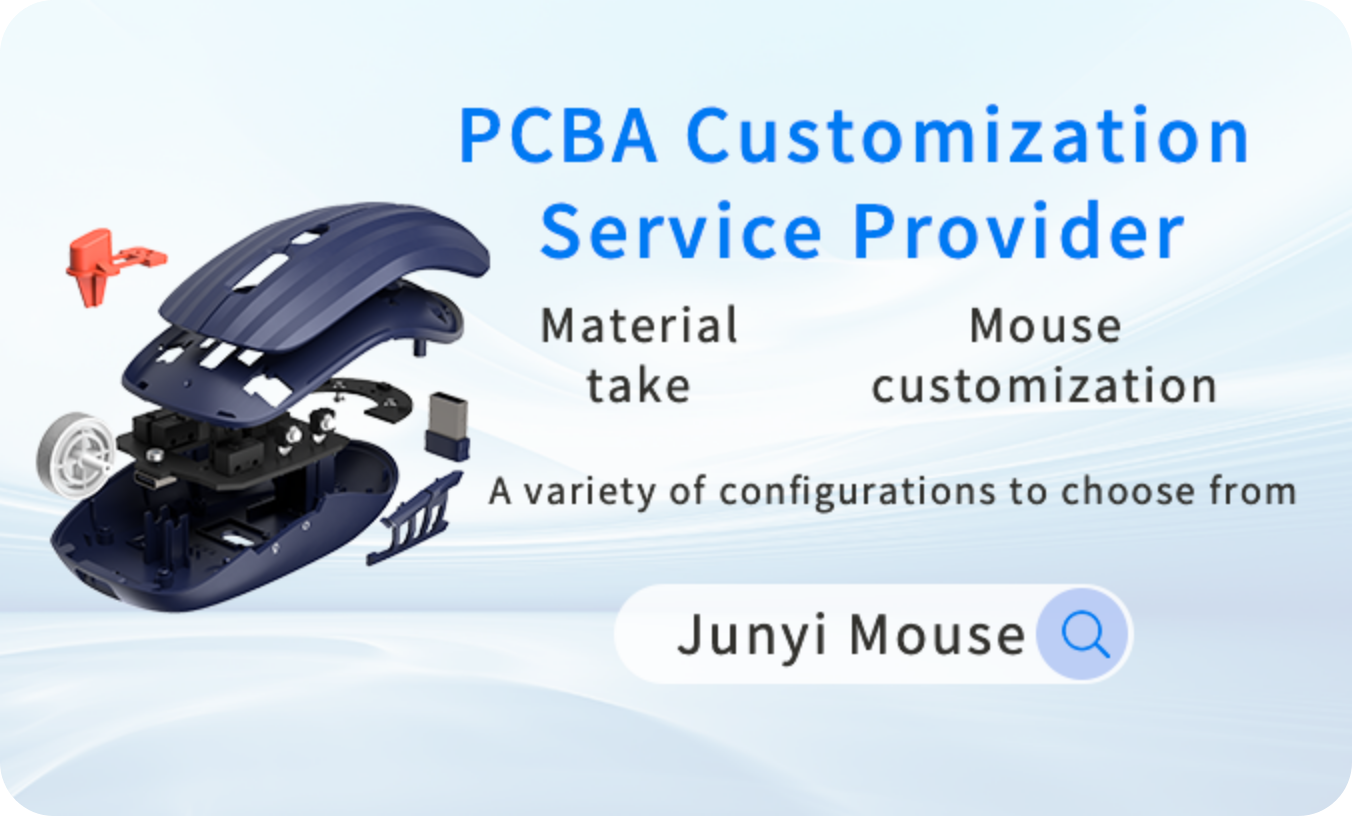 PCBA Customization
Service Provider
Material
take
Mouse
customization
A variety of configurations to choose from
Junyi Mouse